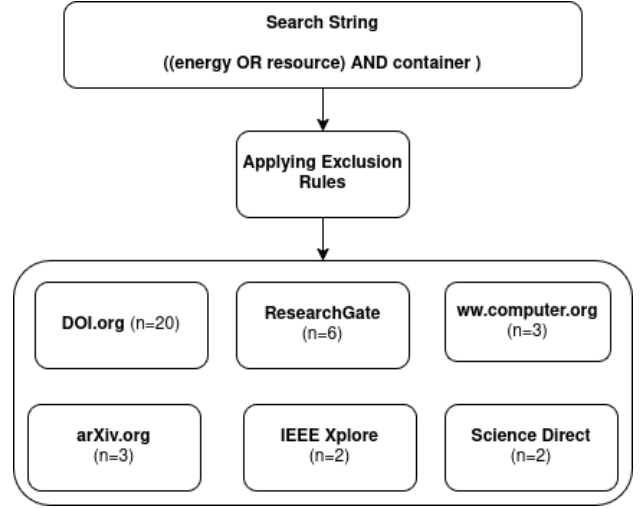 Search String
((energy OR resource) AND container )
Applying Exclusion
Rules
DOI.org (n=20)
ResearchGate
(n=6)
ww.computer.org
(n=3)
arXiv.org
(n=3)
IEEE Xplore
(n=2)
Science Direct
(n=2)